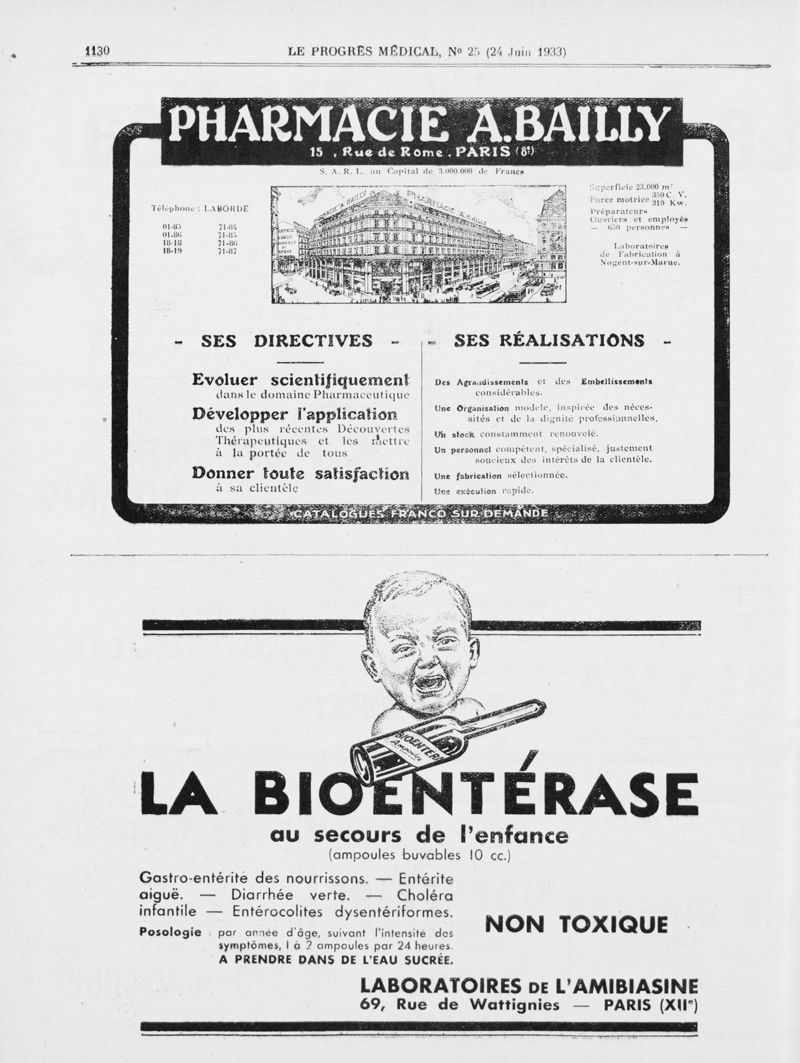 1130
LE PROGRÈS MÉDICAL, No 25 (24 Juin 1933)
PHARMACIE A.BAILLY
15 , Rue de Rome . PARIS (8e)
S. A. R. L. au Capital de 3.000.000 de Francs
Téléphone : LABORDE
01-85 71-84
01-86 71-85
18-18 71-86
18-19 71-87
PHARMACIE A. BAILLY
Superficie 23.000 m2
Force motrice 350 C. V.
310 Kw.
Préparateurs
Ouvriers et employés
— 650 personnes —
Laboratoires
de Fabrication à
Nogent-sur-Marne.
- SES DIRECTIVES -
Evoluer scientifiquement
dans le domaine Pharmaceutique
Développer l'application
des plus récentes Découvertes
Thérapeutiques et les mettre
à la portée de tous
Donner toute satisfaction
à sa clientèle
- SES RÉALISATIONS -
Des Agrandissements et des Embellissements
considérables.
Une Organisation modèle, inspirée des néces-
sités et de la dignité professionnelles.
Un stock constamment renouvelé.
Un personnel compétent, spécialisé, justement
soucieux des intérêts de la clientèle.
Une fabrication sélectionnée.
Une exécution rapide.
CATALOGUES FRANCO SUR DEMANDE
BIOENTÉR
Ampoules
LA BIOENTÉRASE
au secours de l'enfance
(ampoules buvables 10 cc.)
Gastro-entérite des nourrissons. — Entérite
aiguë. — Diarrhée verte. — Choléra
infantile — Entérocolites dysentériformes.
Posologie : par année d'âge, suivant l'intensité des
symptômes, 1 à 2 ampoules par 24 heures.
A PRENDRE DANS DE L'EAU SUCRÉE.
NON TOXIQUE
LABORATOIRES DE L'AMIBIASINE
69, Rue de Wattignies — PARIS (XIIe)